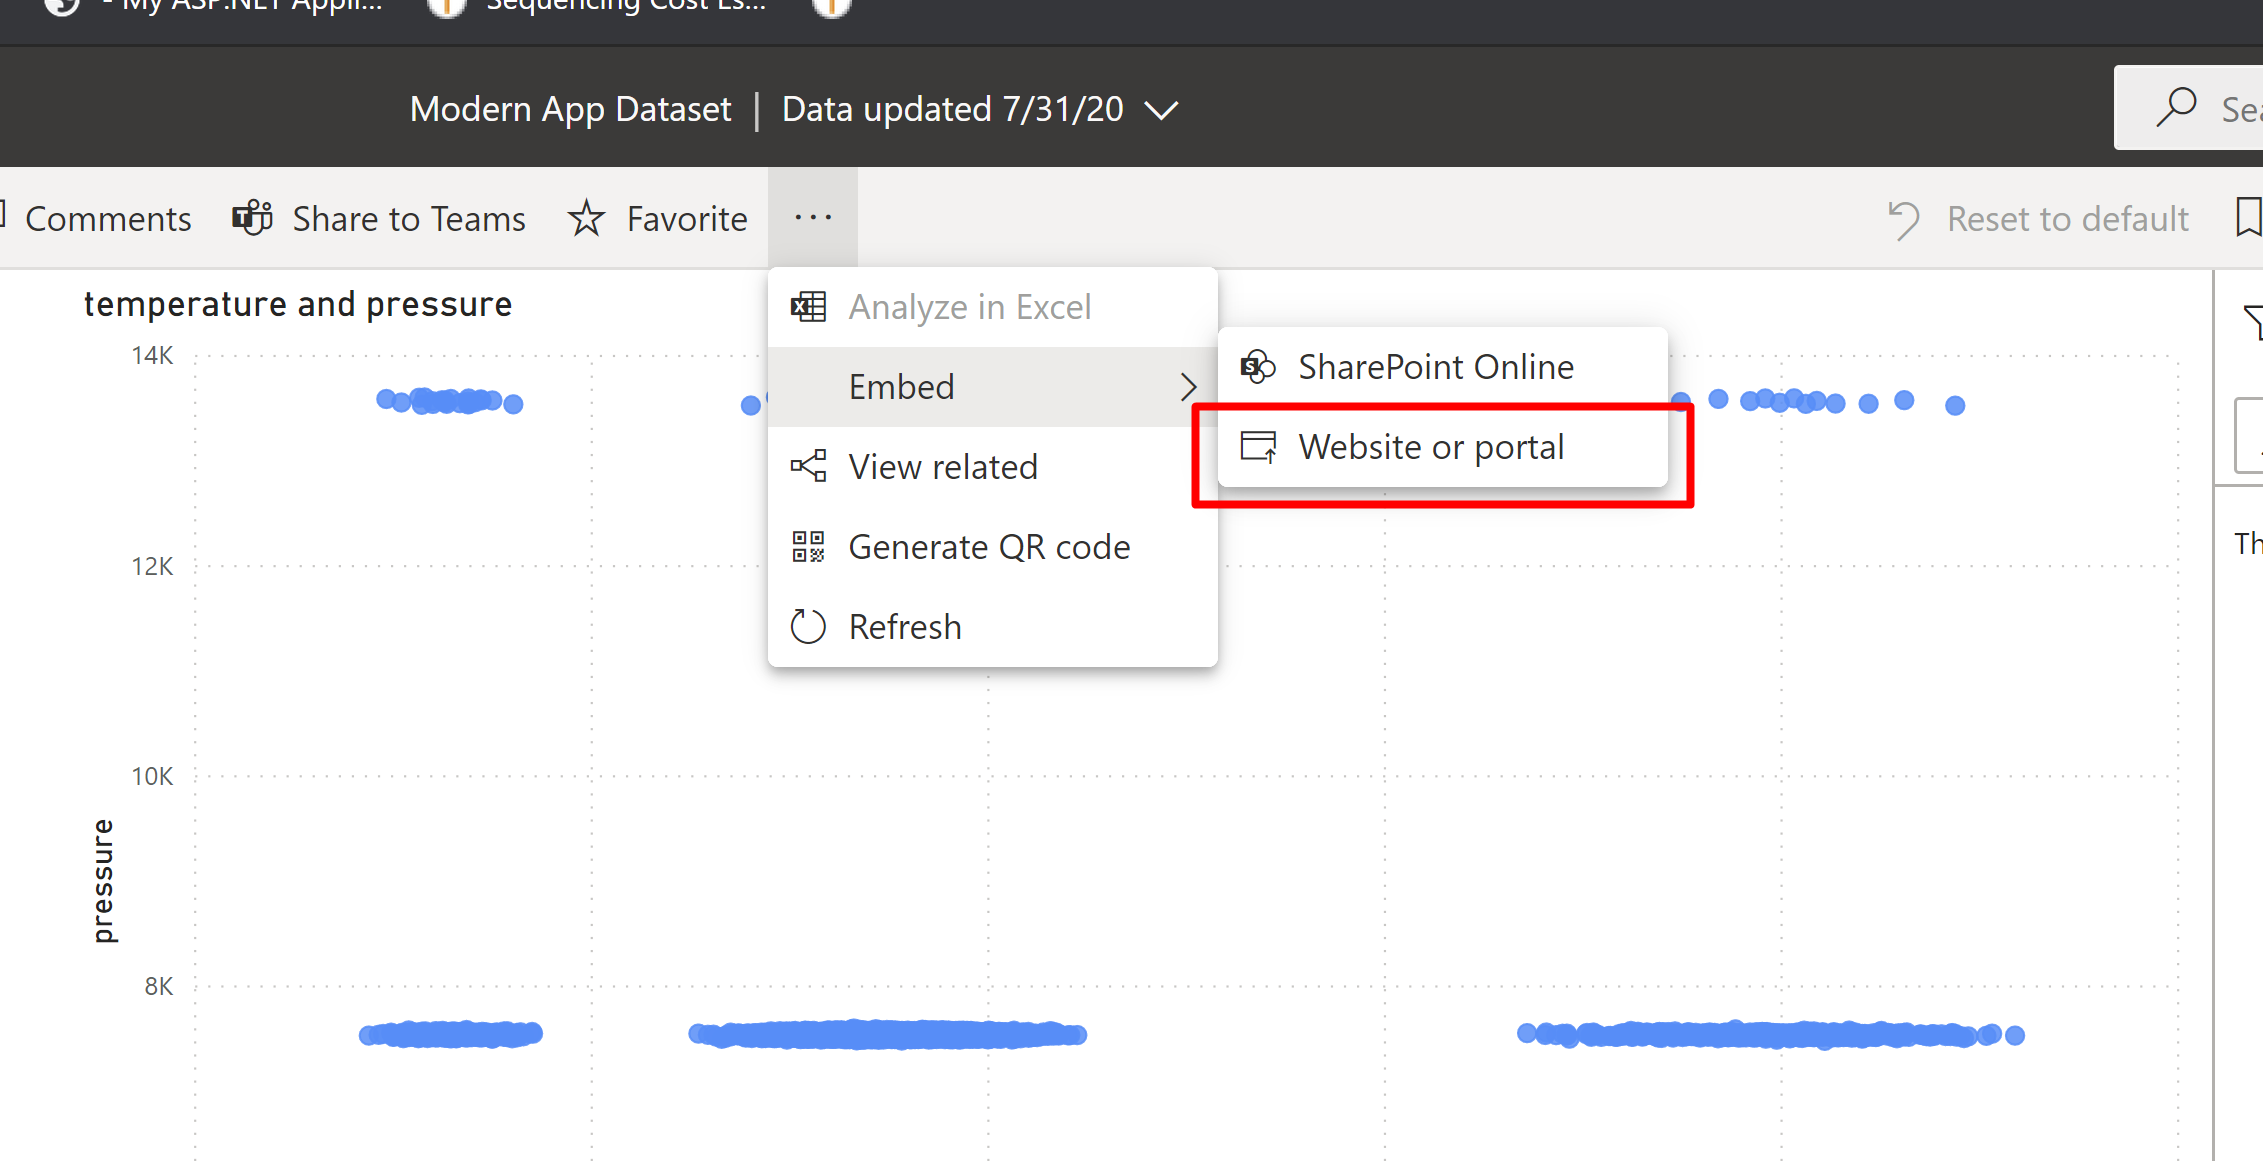 - My ASP.NET Appli... Sequencing Cost Es...
Modern App Dataset | Data updated 7/31/20
Comments Share to Teams Favorite ... Reset to default
temperature and pressure
Analyze in Excel
Embed
View related
Generate QR code
Refresh
SharePoint Online
Website or portal
14K
12K
10K
8K
pressure